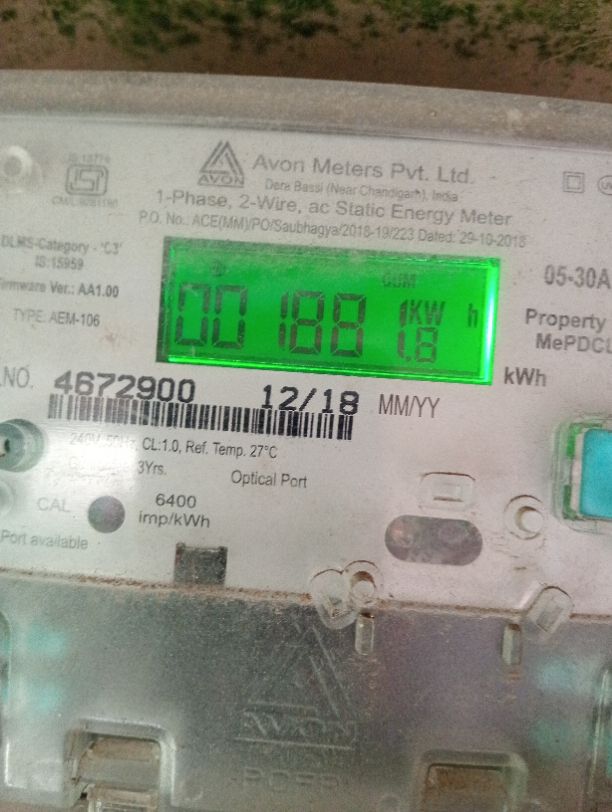 IS 13779
AVON
Avon Meters Pvt. Ltd.
Dera Bassi (Near Chandigarh), India
1-Phase, 2-Wire, ac Static Energy Meter
P.O. No.: ACE(MM)/PO/Saubhagya/2018-19/223 Dated: 29-10-2018
DLMS-Category - 'C3'
IS:15959
Firmware Ver.: AA1.00
TYPE: AEM-106
CUM
KW h
05-30A
Property
MePDCL
kWh
.NO. 4672900 12/18 MM/YY
CL:1.0, Ref. Temp. 27°C
3Yrs.
Optical Port
CAL
6400
imp/kWh
Port available
AVON